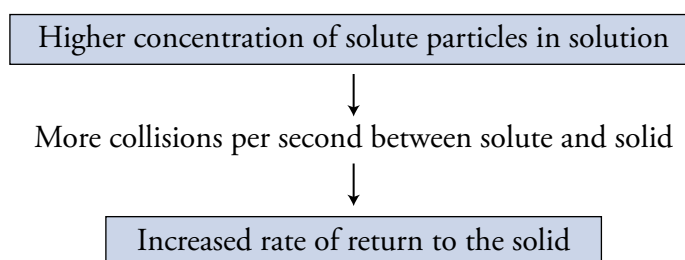 Higher concentration of solute particles in solution
More collisions per second between solute and solid
Increased rate of return to the solid